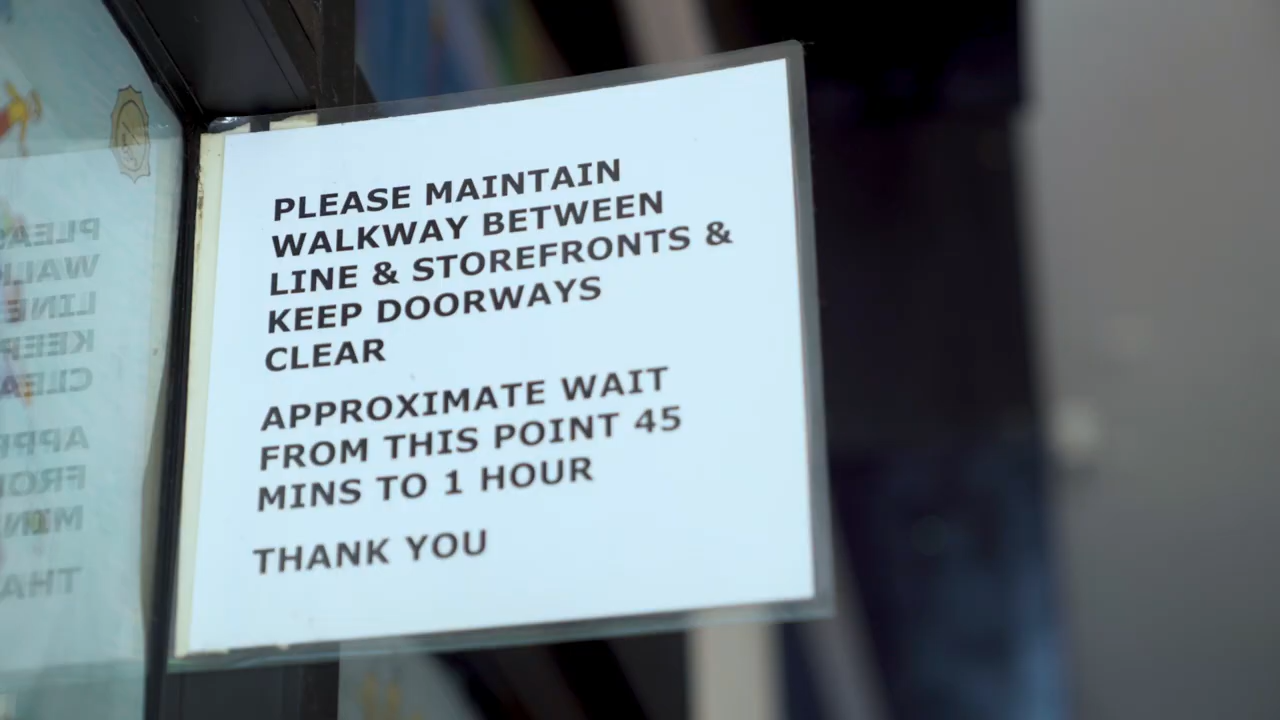 PLEASE MAINTAIN
WALKWAY BETWEEN
LINE & STOREFRONTS &
KEEP DOORWAYS
CLEAR
APPROXIMATE WAIT
FROM THIS POINT 45
MINS TO 1 HOUR
THANK YOU